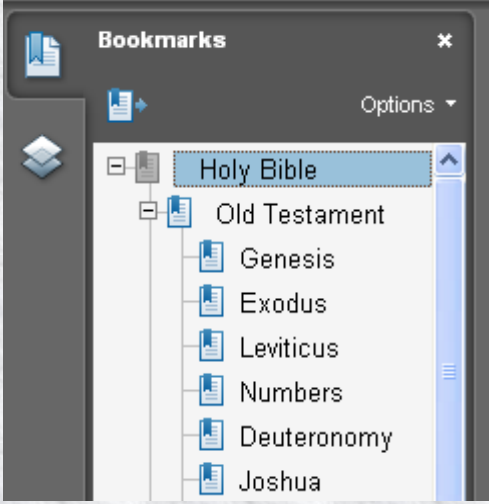 Bookmarks
Options
Holy Bible
Old Testament
Genesis
Exodus
Leviticus
Numbers
Deuteronomy
Joshua